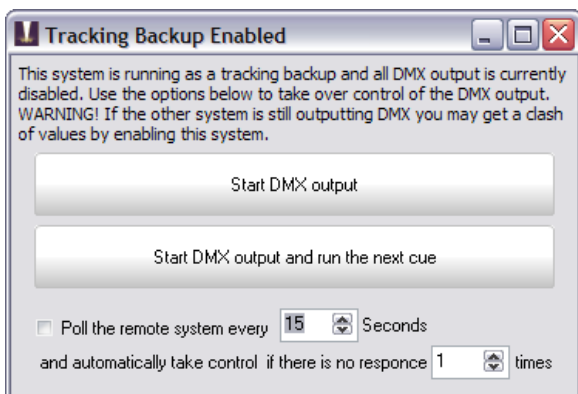 Tracking Backup Enabled
This system is running as a tracking backup and all DMX output is currently
disabled. Use the options below to take over control of the DMX output.
WARNING! If the other system is still outputting DMX you may get a clash
of values by enabling this system.
Start DMX output
Start DMX output and run the next cue
Poll the remote system every 15 Seconds
and automatically take control if there is no responce 1 times